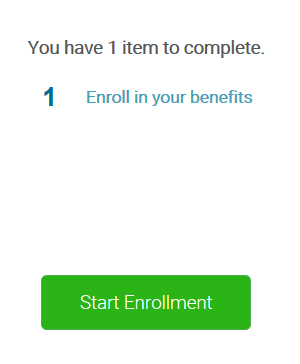 You have 1 item to complete.
1 Enroll in your benefits
Start Enrollment